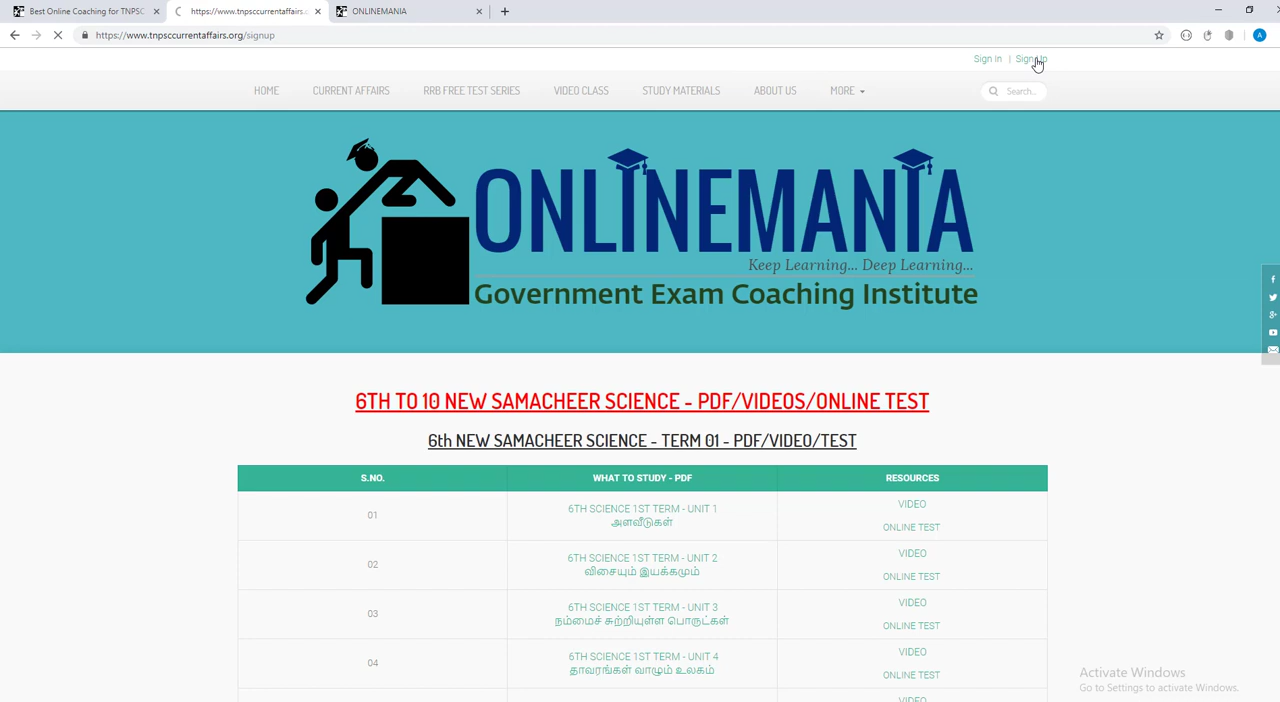 Best Online Coaching for TNPSC
https://www.tnpsccurrentaffairs.
ONLINEMANIA
https://www.tnpsccurrentaffairs.org/signup
A
Sign In | Sign Up
HOME CURRENT AFFAIRS RRB FREE TEST SERIES VIDEO CLASS STUDY MATERIALS ABOUT US MORE Search..
ONLINEMANIA
Keep Learning... Deep Learning...
Government Exam Coaching Institute
6TH TO 10 NEW SAMACHEER SCIENCE - PDF/VIDEOS/ONLINE TEST
6th NEW SAMACHEER SCIENCE - TERM 01 - PDF/VIDEO/TEST
S.NO. WHAT TO STUDY - PDF RESOURCES
01
6TH SCIENCE 1ST TERM - UNIT 1
அளவீடுகள்
VIDEO
ONLINE TEST
02
6TH SCIENCE 1ST TERM - UNIT 2
விசையும் இயக்கமும்
VIDEO
ONLINE TEST
03
6TH SCIENCE 1ST TERM - UNIT 3
நம்மைச் சுற்றியுள்ள பொருட்கள்
VIDEO
ONLINE TEST
04
6TH SCIENCE 1ST TERM - UNIT 4
தாவரங்கள் வாழும் உலகம்
VIDEO
ONLINE TEST
VIDEO
Activate Windows
Go to Settings to activate Windows.